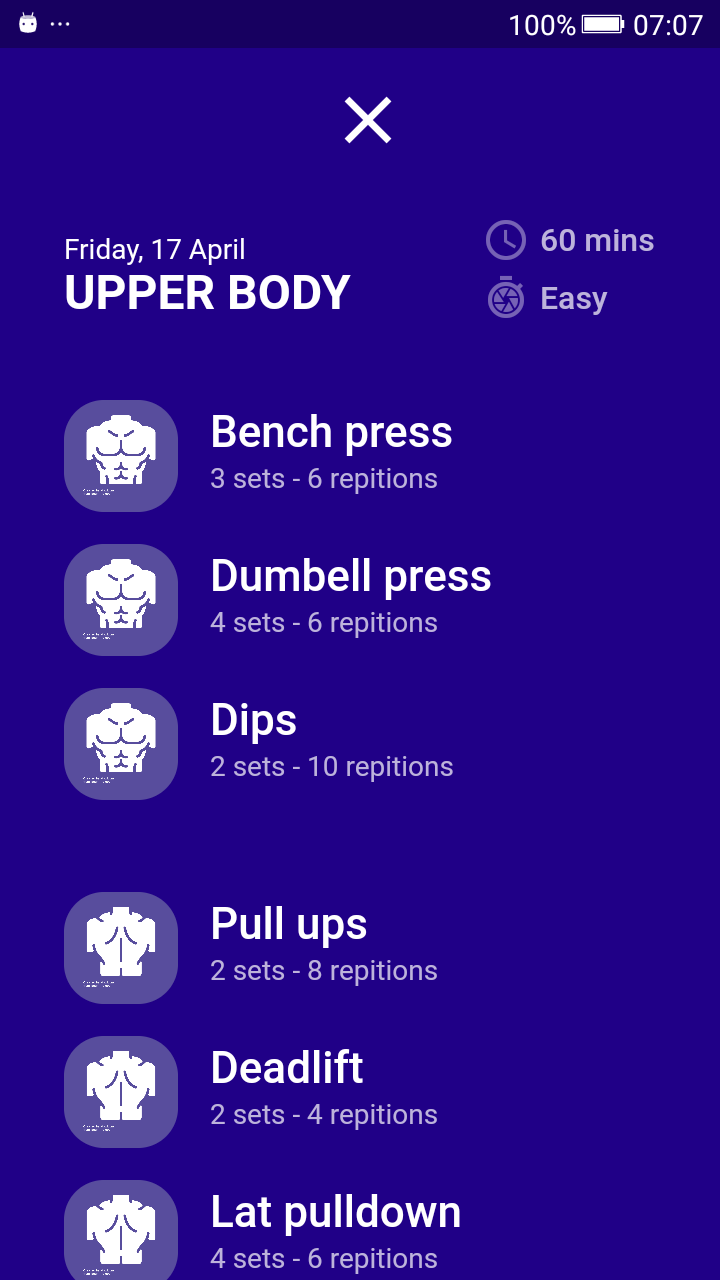 100% 07:07
Friday, 17 April
UPPER BODY
60 mins
Easy
Bench press
3 sets - 6 repitions
Dumbell press
4 sets - 6 repitions
Dips
2 sets - 10 repitions
Pull ups
2 sets - 8 repitions
Deadlift
2 sets - 4 repitions
Lat pulldown
4 sets - 6 repitions